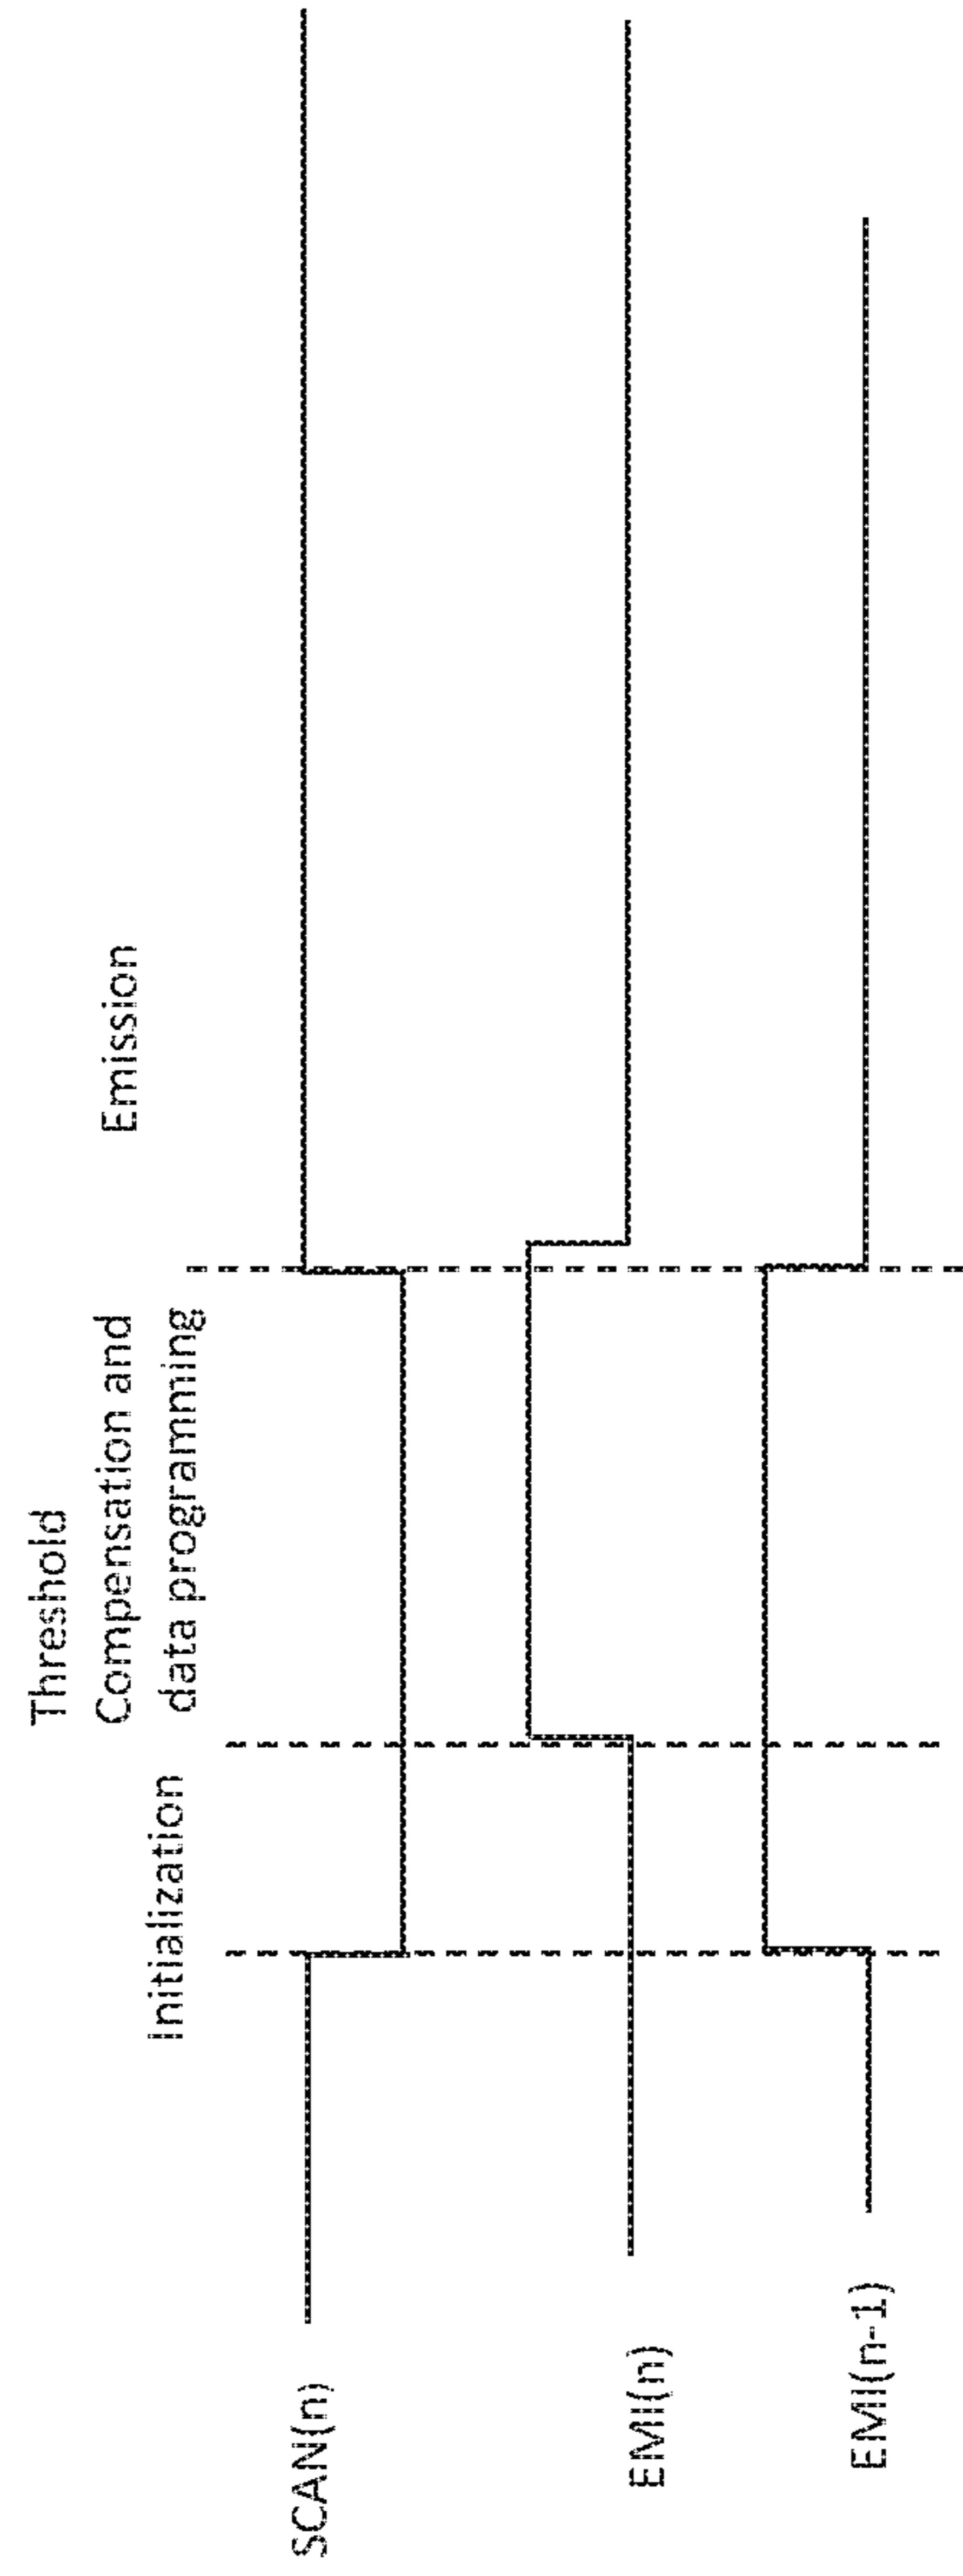 Initialization
Threshold
Compensation and
data programming
Emission
SCAN(n)
EMI(n)
EMI(n-1)